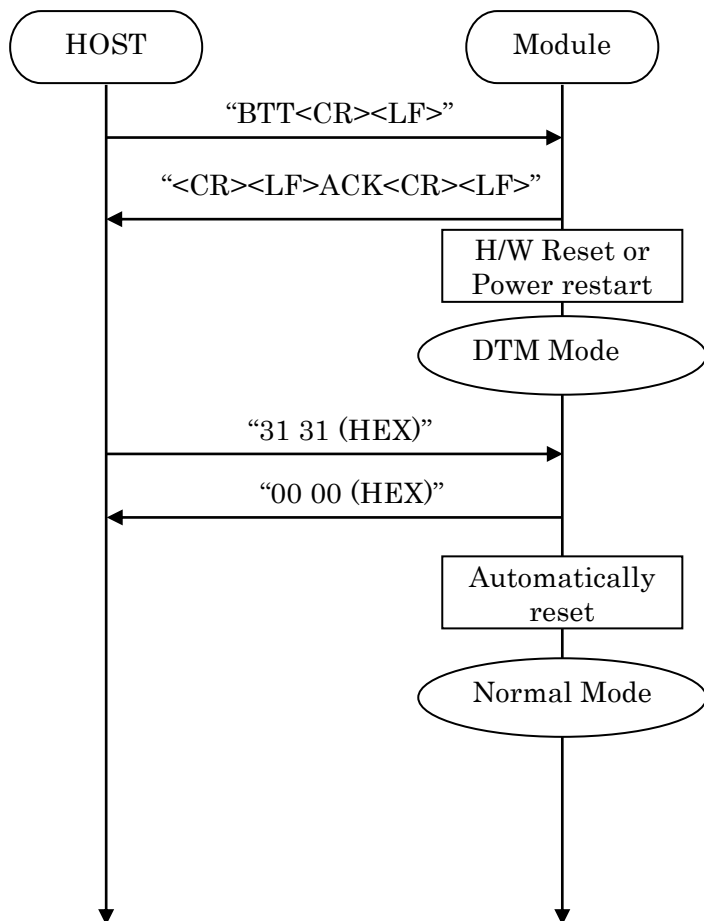 HOST
Module
“BTT<CR><LF>”
“<CR><LF>ACK<CR><LF>”
H/W Reset or
Power restart
DTM Mode
“31 31 (HEX)”
“00 00 (HEX)”
Automatically
reset
Normal Mode